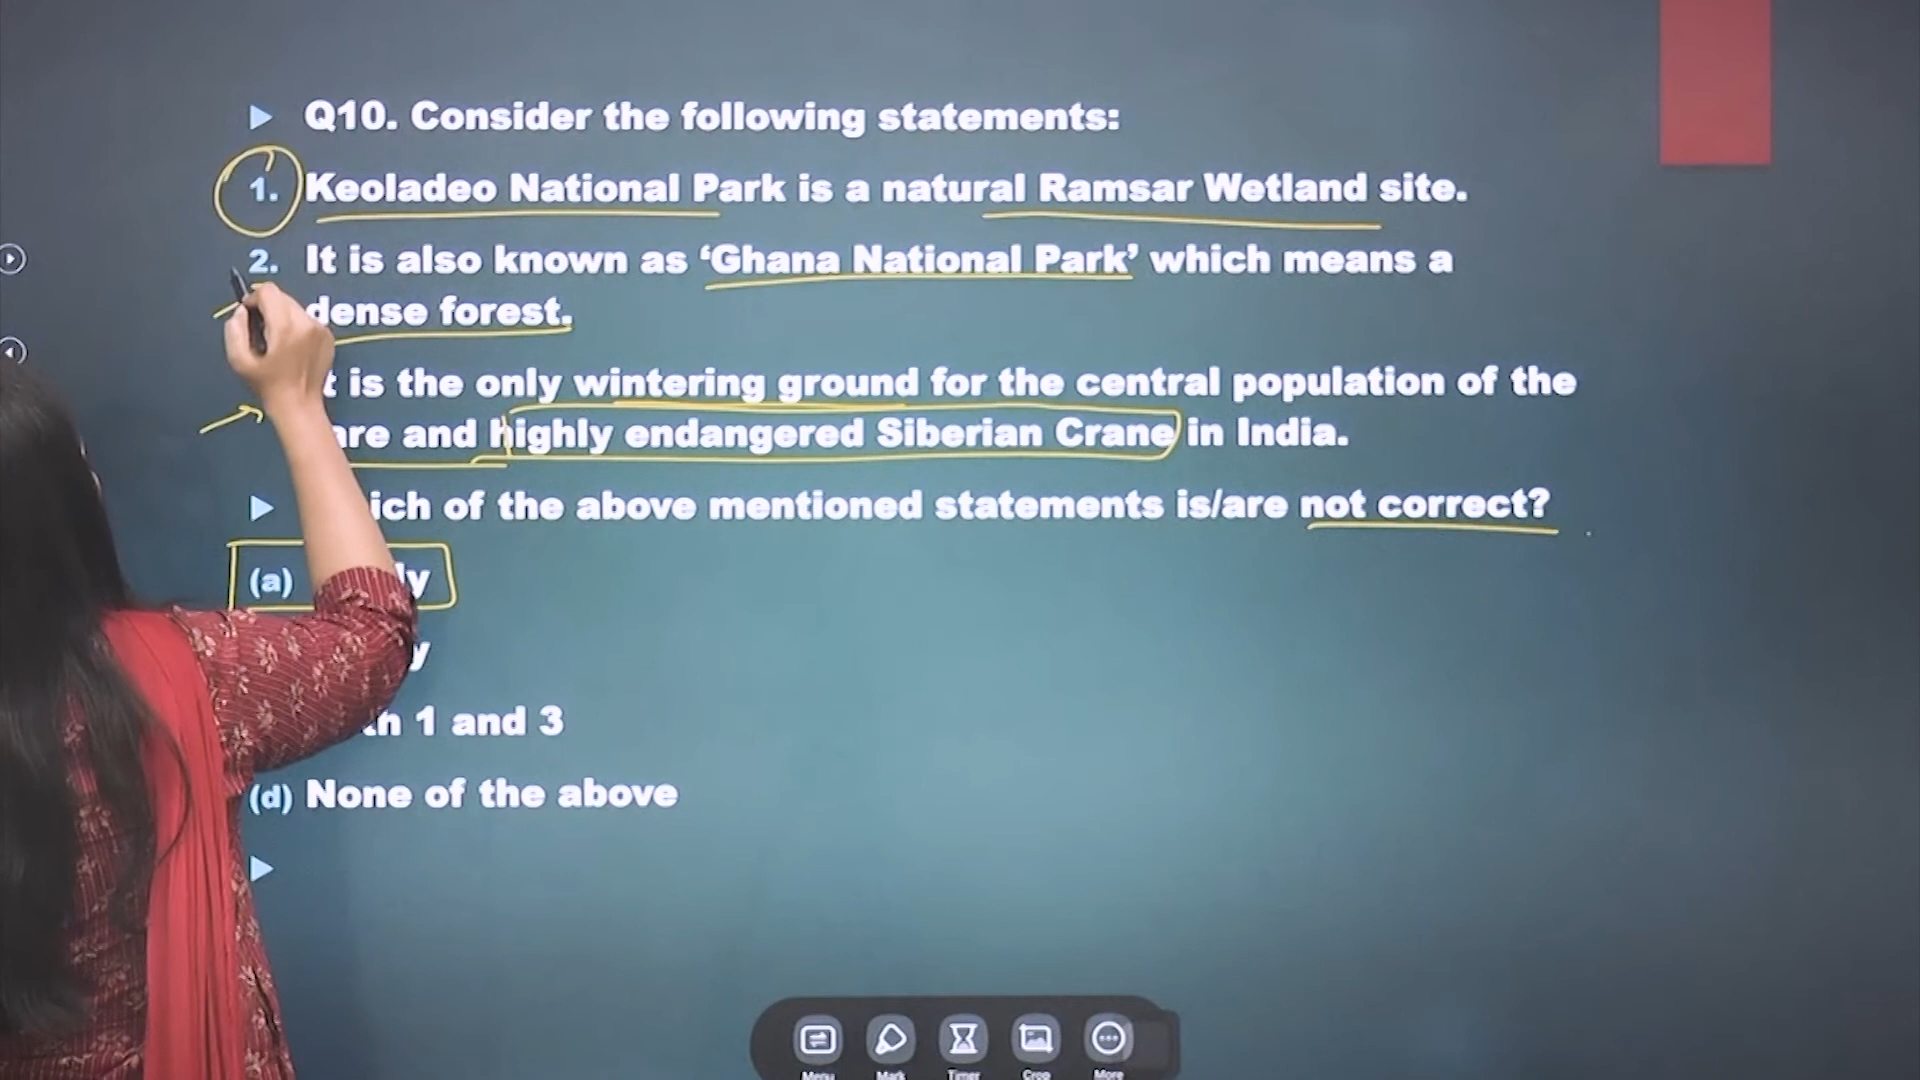 Q10. Consider the following statements:
1. Keoladeo National Park is a natural Ramsar Wetland site.
2. It is also known as ‘Ghana National Park’ which means a
dense forest.
is the only wintering ground for the central population of the
and highly endangered Siberian Crane in India.
of the above mentioned statements is/are not correct?
(a)
1 and 3
(d) None of the above
Menu Mark Timer Crop More